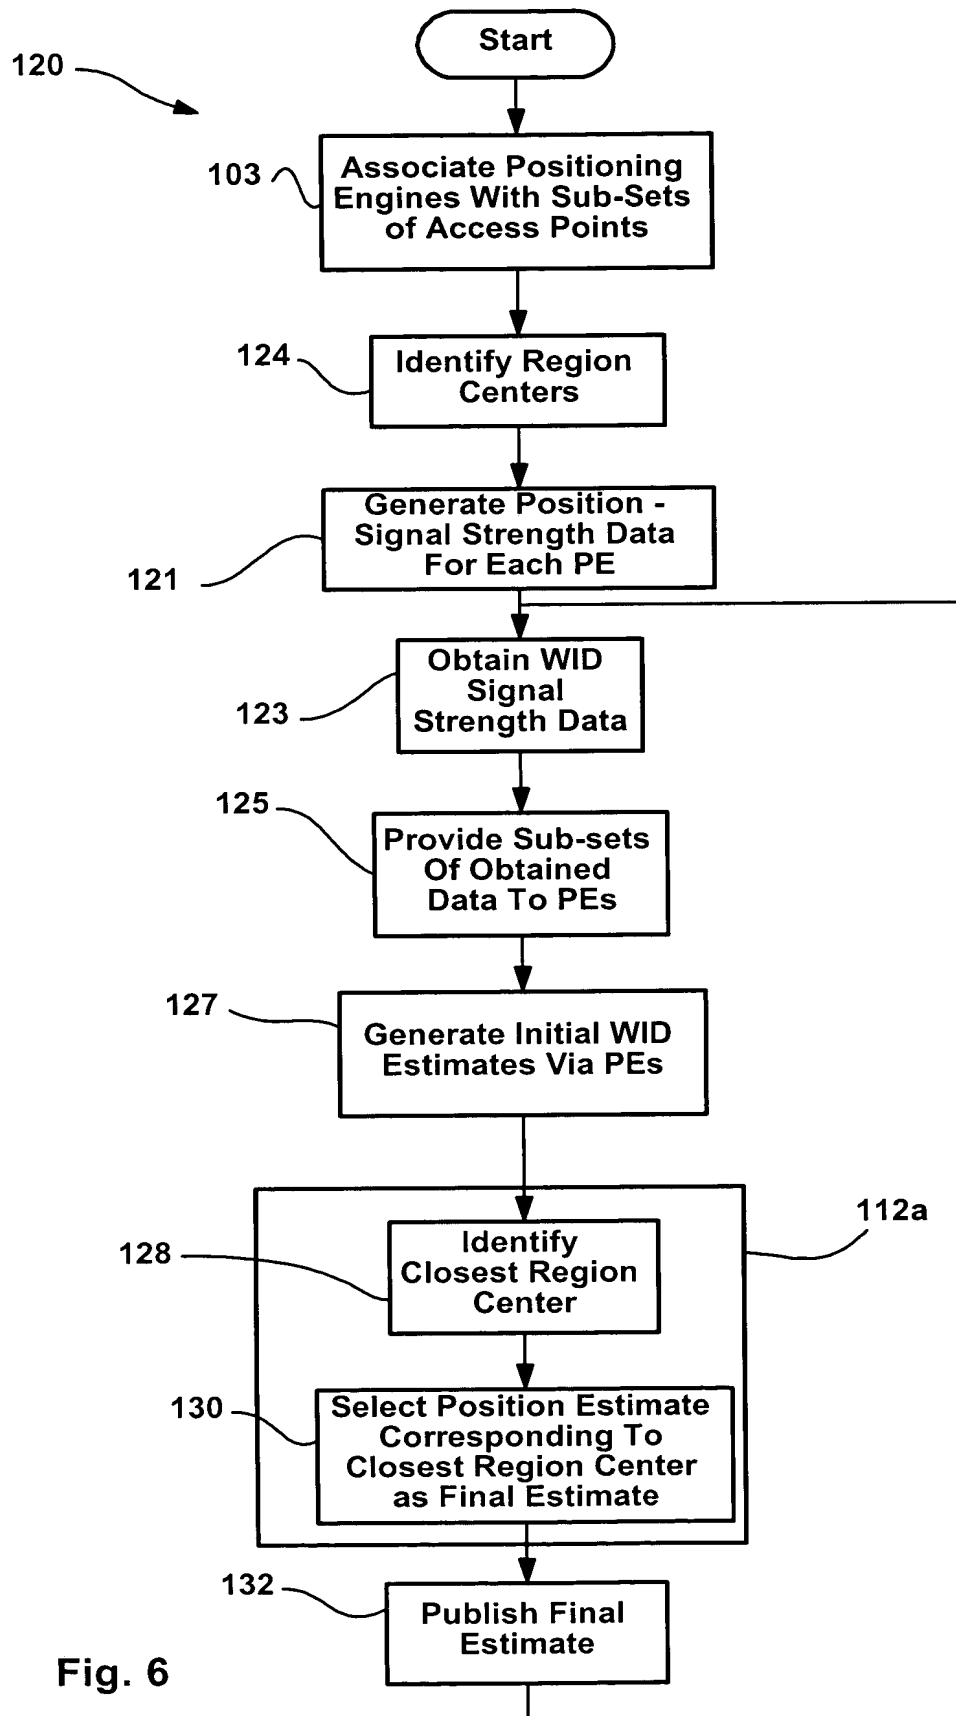 Start
120
103
Associate Positioning
Engines With Sub-Sets
of Access Points
124
Identify Region
Centers
Generate Position -
Signal Strength Data
For Each PE
121
Obtain WID
Signal
Strength Data
123
125
Provide Sub-sets
Of Obtained
Data To PEs
127
Generate Initial WID
Estimates Via PEs
112a
128
Identify
Closest Region
Center
130
Select Position Estimate
Corresponding To
Closest Region Center
as Final Estimate
132
Publish Final
Estimate
Fig. 6